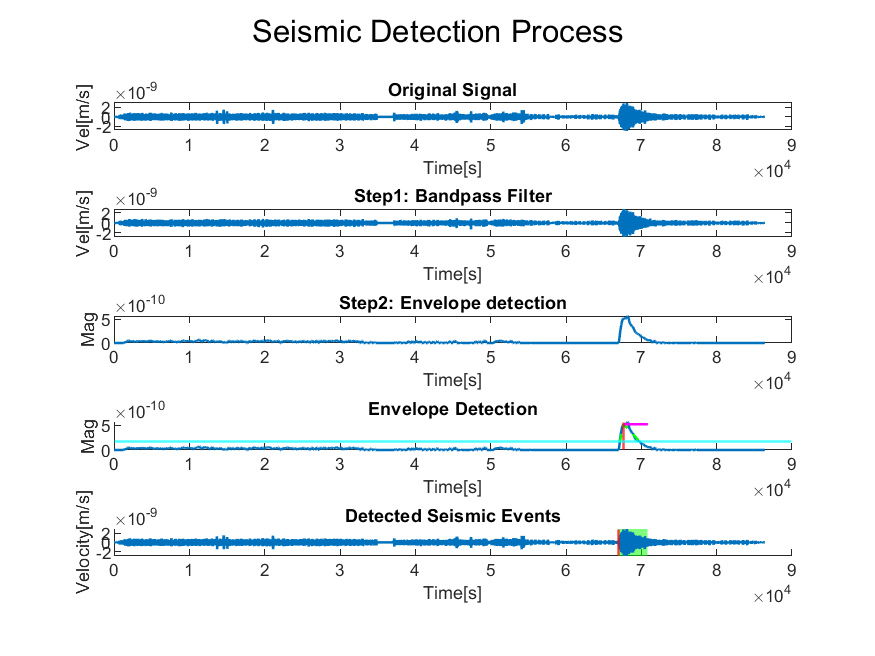 Seismic Detection Process
Original Signal
×10⁻⁹
Vel[m/s]
2
0
-2
0 1 2 3 4 5 6 7 8 9
Time[s]
×10⁴
Step1: Bandpass Filter
×10⁻⁹
Vel[m/s]
2
0
-2
0 1 2 3 4 5 6 7 8 9
Time[s]
×10⁴
Step2: Envelope detection
×10⁻¹⁰
Mag
5
0
0 1 2 3 4 5 6 7 8 9
Time[s]
×10⁴
Envelope Detection
×10⁻¹⁰
Mag
5
0
0 1 2 3 4 5 6 7 8 9
Time[s]
×10⁴
Detected Seismic Events
×10⁻⁹
Velocity[m/s]
2
0
-2
0 1 2 3 4 5 6 7 8 9
Time[s]
×10⁴